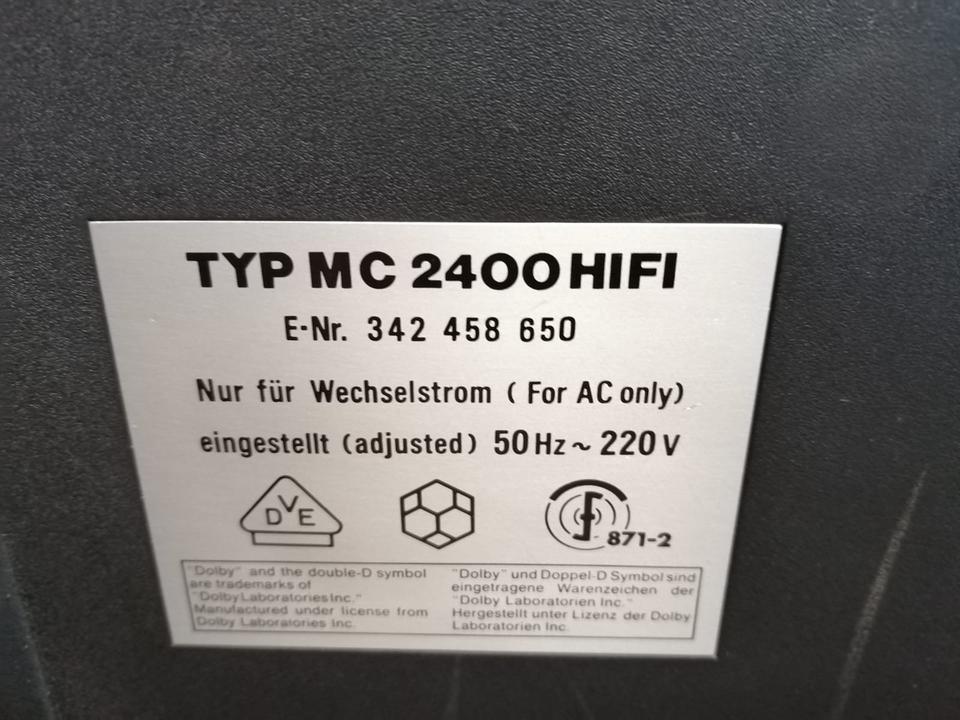 TYP MC 2400 HIFI
E-Nr. 342 458 650
Nur für Wechselstrom ( For AC only)
eingestellt (adjusted) 50 Hz ~ 220 V
VDE
871-2
"Dolby" and the double-D symbol
are trademarks of
"Dolby Laboratories Inc."
Manufactured under license from
Dolby Laboratories Inc.
"Dolby" und Doppel-D Symbol sind
eingetragene Warenzeichen der
"Dolby Laboratorien Inc."
Hergestellt unter Lizenz der Dolby
Laboratorien Inc.